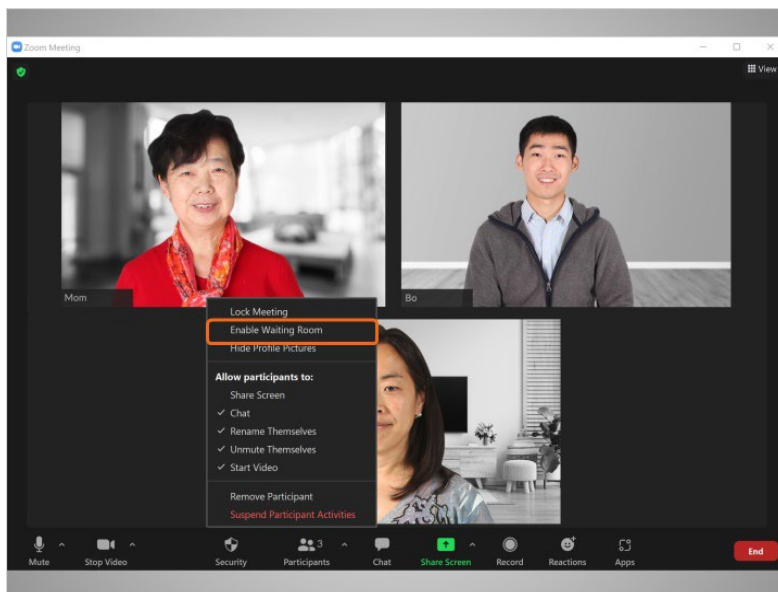 Zoom Meeting
View
Mom
Bo
Lock Meeting
Enable Waiting Room
Hide Profile Pictures
Allow participants to:
Share Screen
✓ Chat
✓ Rename Themselves
✓ Unmute Themselves
✓ Start Video
Remove Participant
Suspend Participant Activities
3
Mute
Stop Video
Security
Participants
Chat
Share Screen
Record
Reactions
Apps
End